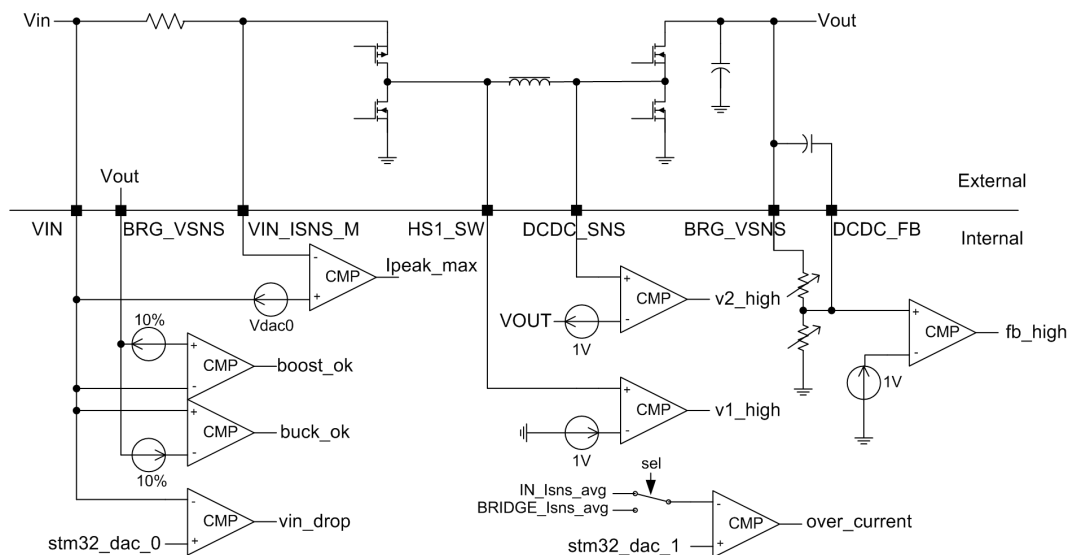 Vin
Vout
Vout
External
VIN
BRG_VSNS
VIN_ISNS_M
HS1_SW
DCDC_SNS
BRG_VSNS
DCDC_FB
Internal
-
+
CMP
Ipeak_max
Vdac0
10%
+
-
CMP
boost_ok
+
-
CMP
buck_ok
10%
-
+
CMP
vin_drop
stm32_dac_0
+
-
CMP
v2_high
VOUT
1V
+
-
CMP
v1_high
1V
+
-
CMP
fb_high
1V
sel
IN_Isns_avg
BRIDGE_Isns_avg
-
+
CMP
over_current
stm32_dac_1